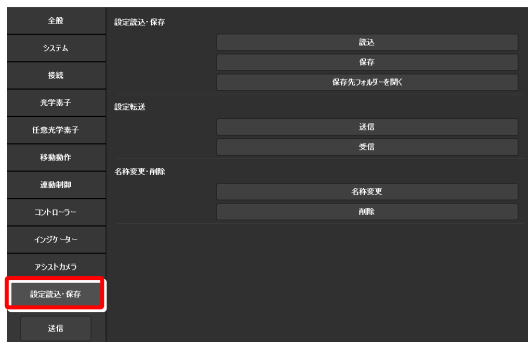 全般
システム
接続
光学素子
任意光学素子
移動動作
連動制御
コントローラー
インジケーター
アシストカメラ
設定読込・保存
送信
設定読込・保存
読込
保存
保存先フォルダーを開く
設定転送
送信
受信
名称変更・削除
名称変更
削除